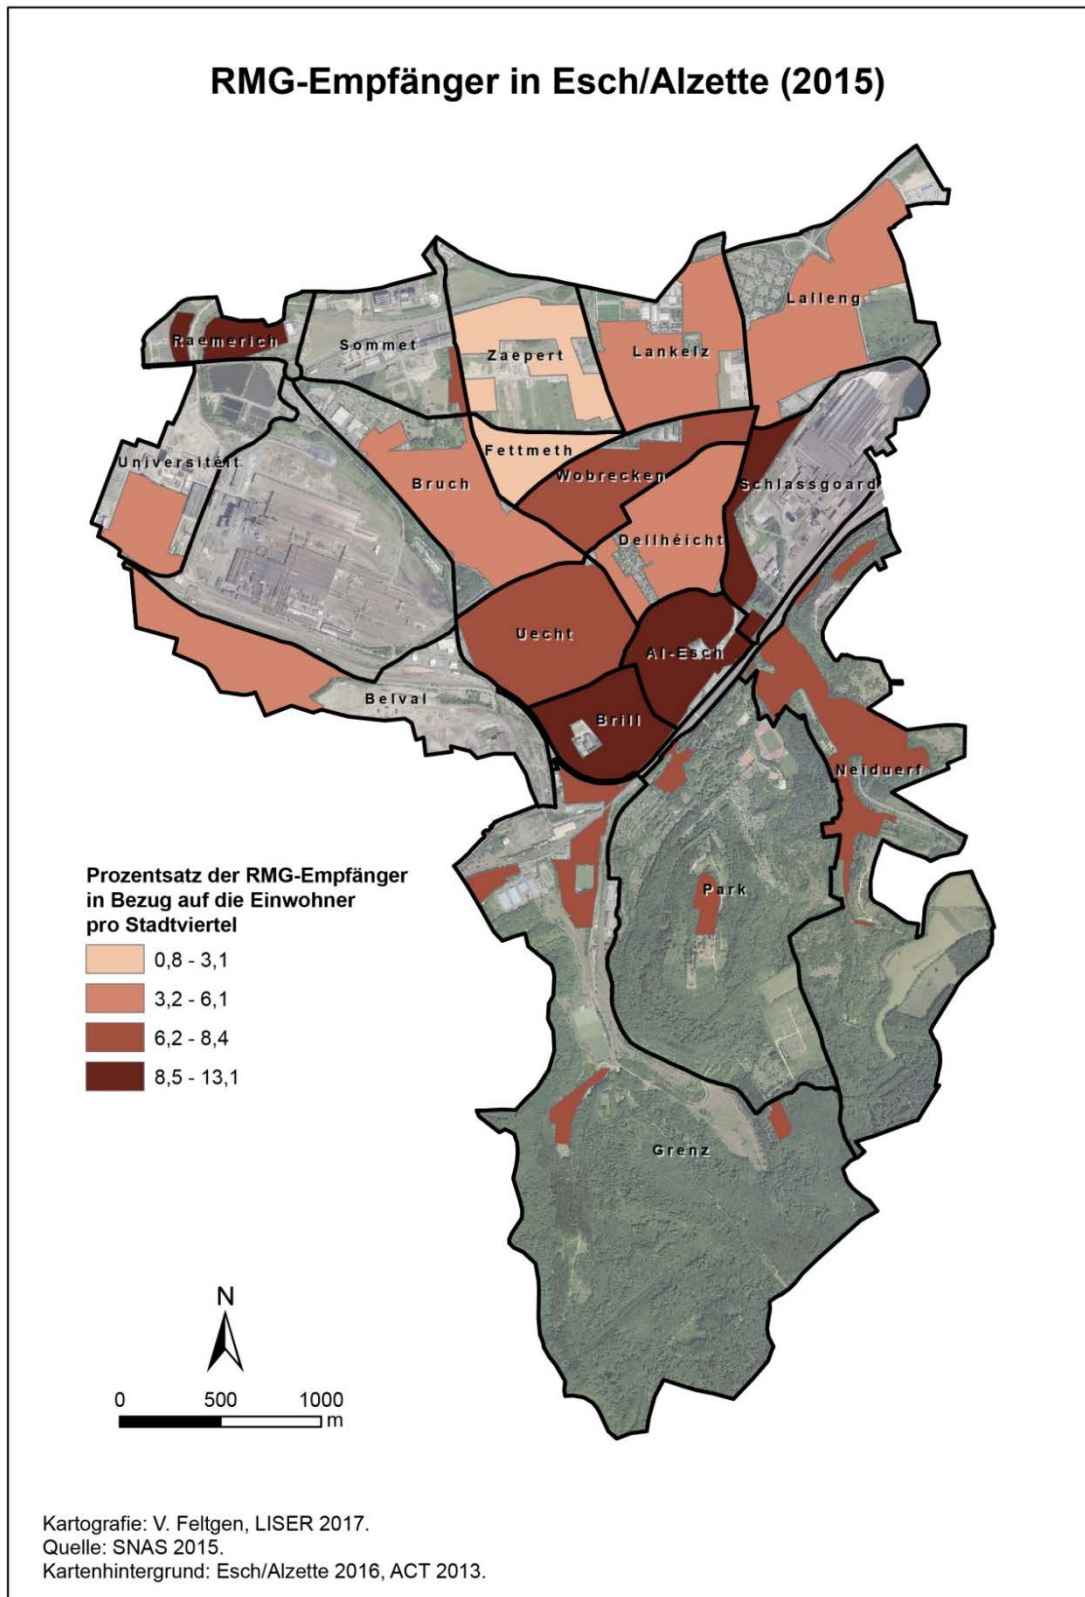 RMG-Empfänger in Esch/Alzette (2015)
Lalleng
Raemerich
Sommet
Zaepert
Lankelz
Fettmeth
Universitéit
Bruch
Wobrecken
Schlassgoard
Dellhéicht
Uecht
Al-Esch
Belval
Brill
Neiduerf
Park
Grenz
Prozentsatz der RMG-Empfänger
in Bezug auf die Einwohner
pro Stadtviertel
0,8 - 3,1
3,2 - 6,1
6,2 - 8,4
8,5 - 13,1
N
0 500 1000
m
Kartografie: V. Feltgen, LISER 2017.
Quelle: SNAS 2015.
Kartenhintergrund: Esch/Alzette 2016, ACT 2013.